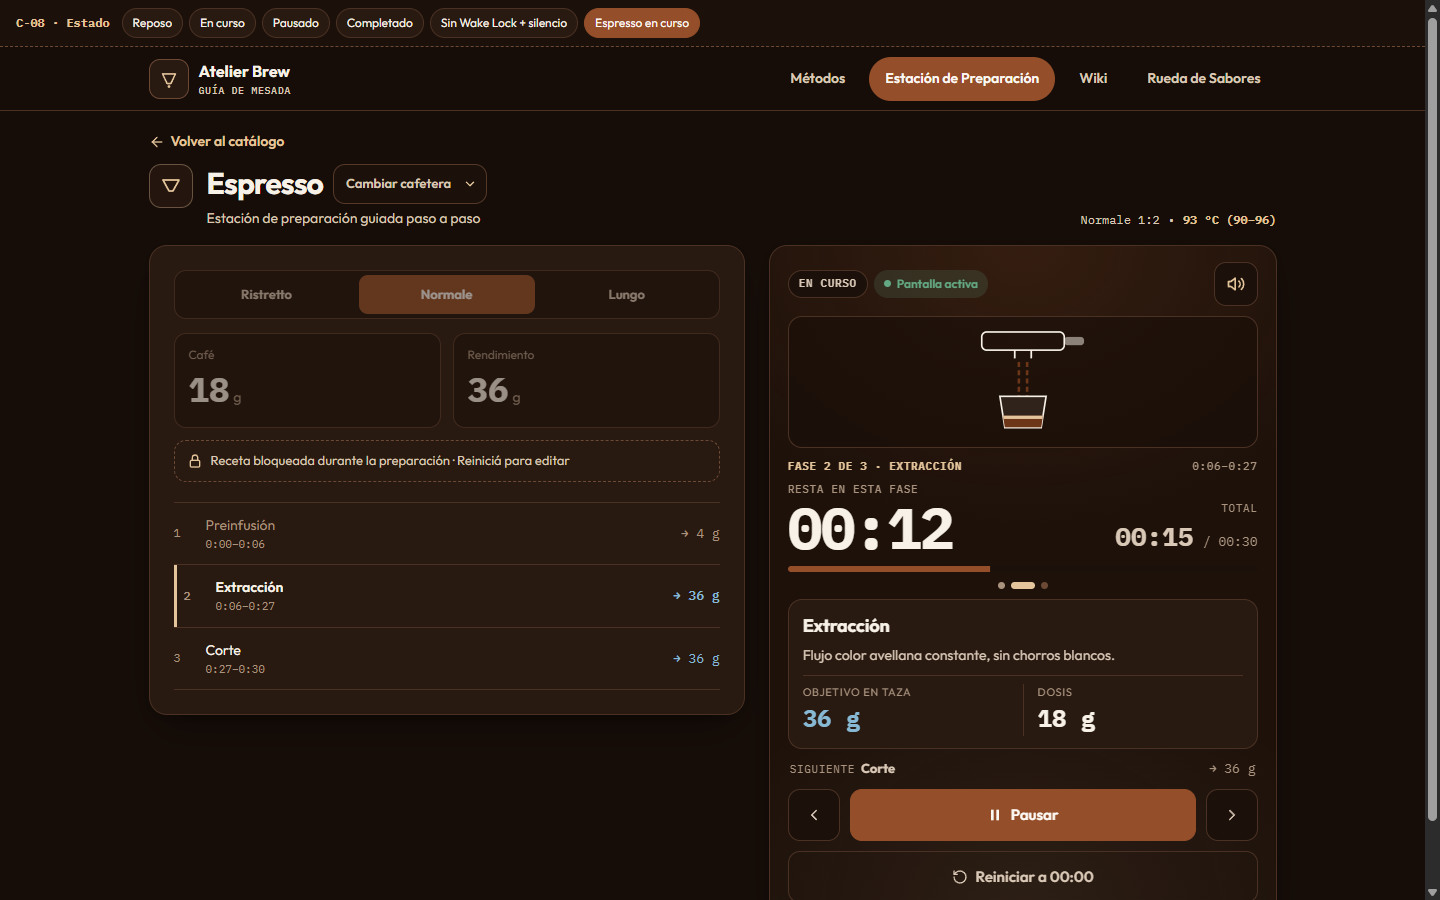 C-08 · Estado
Reposo
En curso
Pausado
Completado
Sin Wake Lock + silencio
Espresso en curso
Atelier Brew
GUÍA DE MESADA
Métodos
Estación de Preparación
Wiki
Rueda de Sabores
Volver al catálogo
Espresso
Cambiar cafetera
Estación de preparación guiada paso a paso
Normale 1:2 • 93 °C (90–96)
Ristretto
Normale
Lungo
Café
18 g
Rendimiento
36 g
Receta bloqueada durante la preparación · Reiniciá para editar
1
Preinfusión
0:00–0:06
→ 4 g
2
Extracción
0:06–0:27
→ 36 g
3
Corte
0:27–0:30
→ 36 g
EN CURSO
Pantalla activa
FASE 2 DE 3 · EXTRACCIÓN
0:06–0:27
RESTA EN ESTA FASE
00:12
TOTAL
00:15 / 00:30
Extracción
Flujo color avellana constante, sin chorros blancos.
OBJETIVO EN TAZA
36 g
DOSIS
18 g
SIGUIENTE Corte
→ 36 g
Pausar
Reiniciar a 00:00